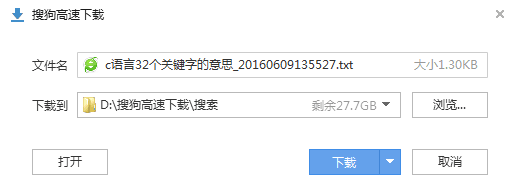 搜狗高速下载
文件名 c语言32个关键字的意思_20160609135527.txt 大小1.30KB
下载到 D:\搜狗高速下载\搜索 剩余27.7GB 浏览...
打开 下载 取消